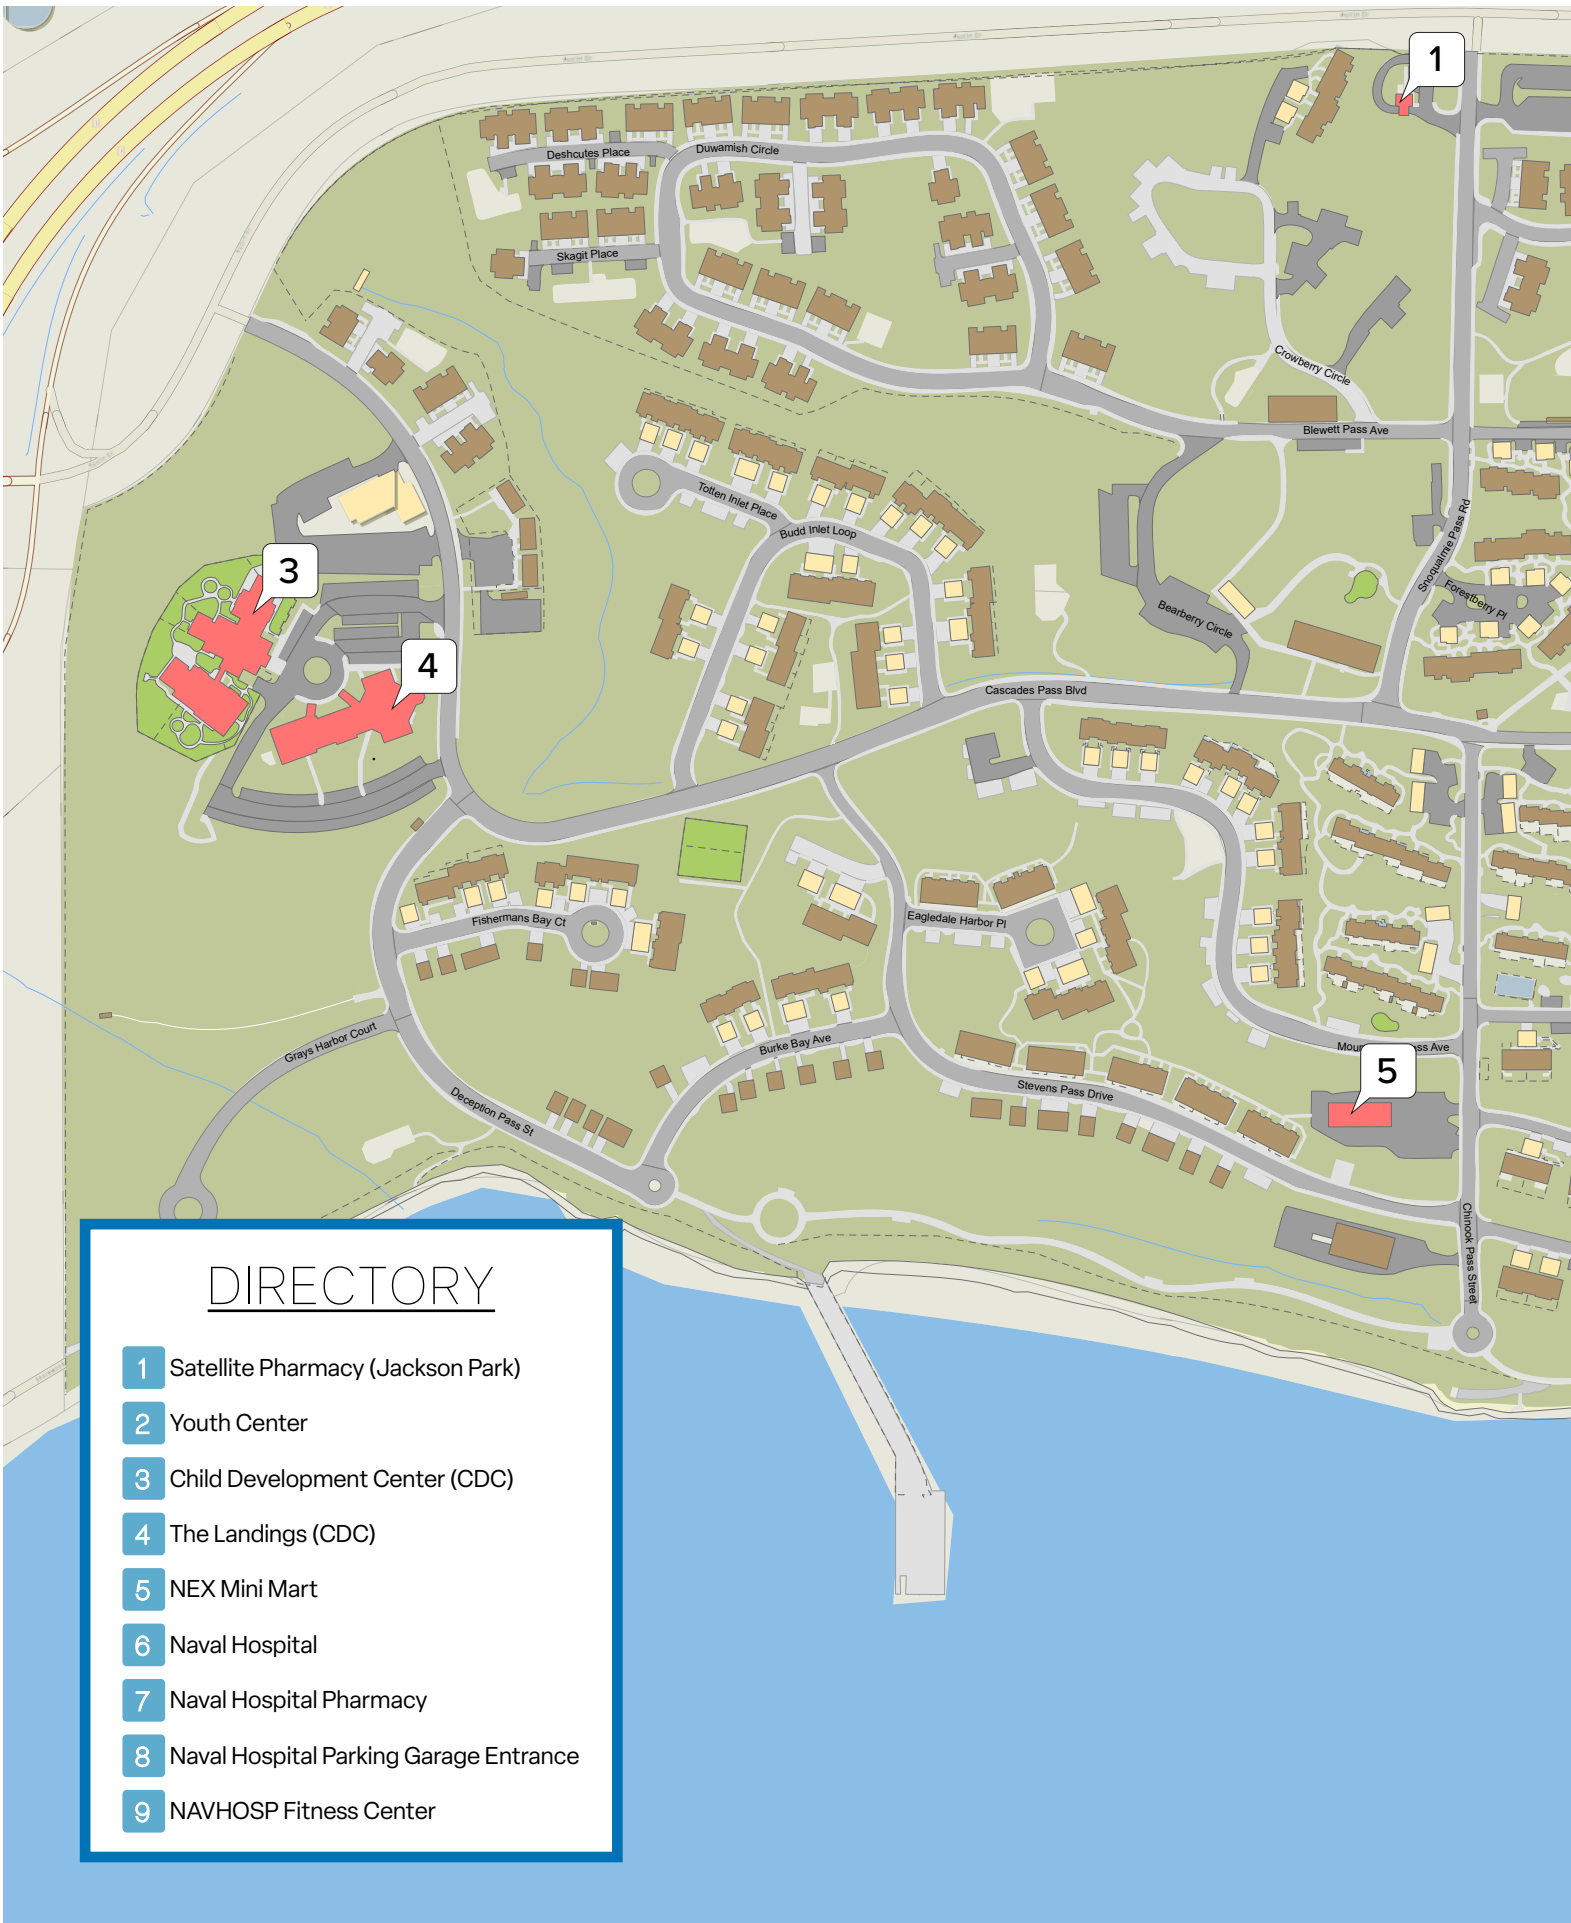 1
Deshcutes Place
Duwamish Circle
Skagit Place
Crowberry Circle
Blewett Pass Ave
Totten Inlet Place
Budd Inlet Loop
Snoqualmie Pass Rd
Forestberry Pl
Bearberry Circle
3
4
Cascades Pass Blvd
Fishermans Bay Ct
Eagledale Harbor Pl
Grays Harbor Court
Burke Bay Ave
Stevens Pass Drive
Deception Pass St
5
Chinook Pass Street
DIRECTORY
1 Satellite Pharmacy (Jackson Park)
2 Youth Center
3 Child Development Center (CDC)
4 The Landings (CDC)
5 NEX Mini Mart
6 Naval Hospital
7 Naval Hospital Pharmacy
8 Naval Hospital Parking Garage Entrance
9 NAVHOSP Fitness Center